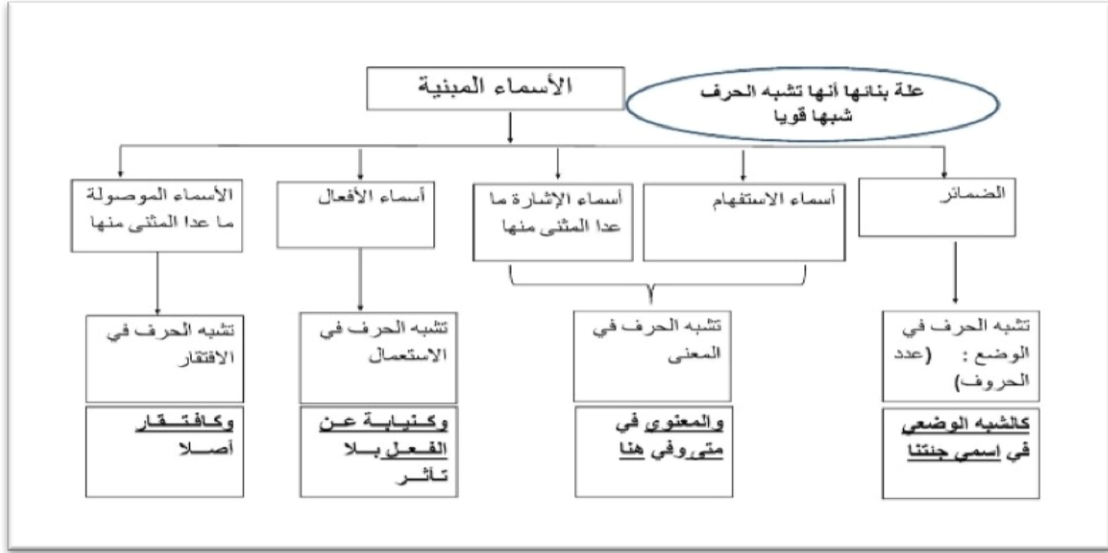 الأسماء المبنية
علة بنائها أنها تشبه الحرف
شبها قويا
الضمائر
أسماء الاستفهام
أسماء الإشارة ما
عدا المثنى منها
أسماء الأفعال
الأسماء الموصولة
ما عدا المثنى منها
تشبه الحرف في
الوضع : (عدد
الحروف)
تشبه الحرف في
المعنى
تشبه الحرف في
الاستعمال
تشبه الحرف في
الافتقار
كالشبه الوضعي
في اسمي جئتنا
والمعنوي في
متى وفي هنا
وكنيابة عن
الفعل بلا
تأثر
وكافتقار
أصلا